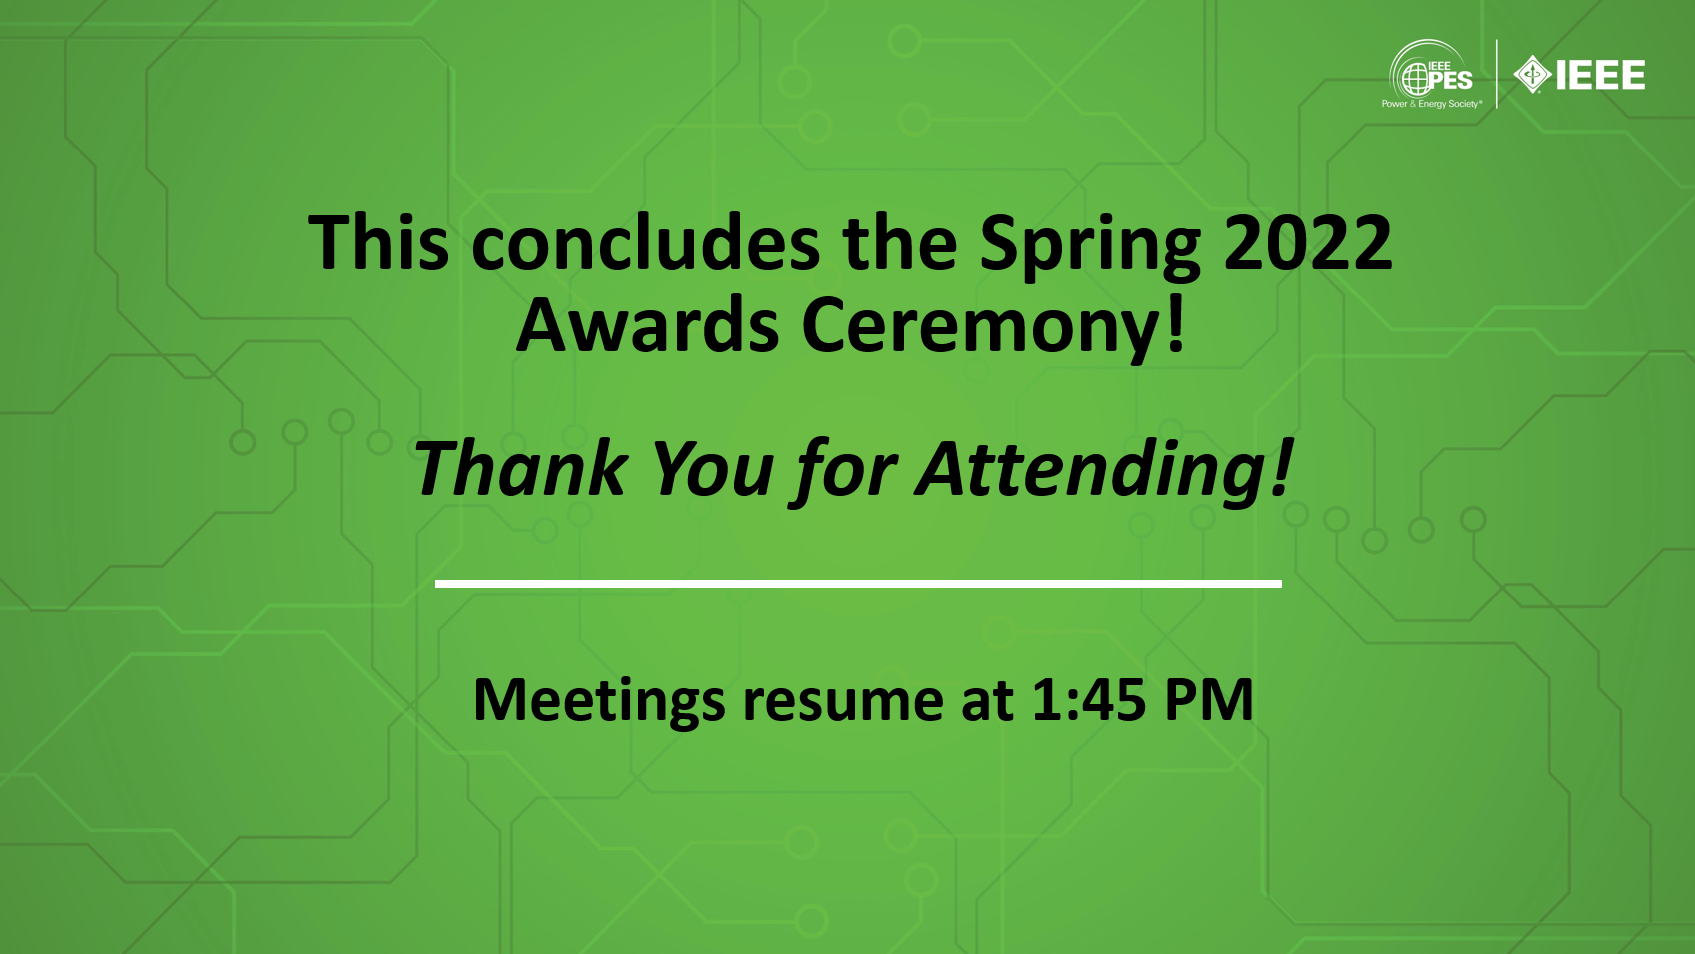 IEEE
PES
Power & Energy Society®
IEEE
This concludes the Spring 2022
Awards Ceremony!
Thank You for Attending!
Meetings resume at 1:45 PM